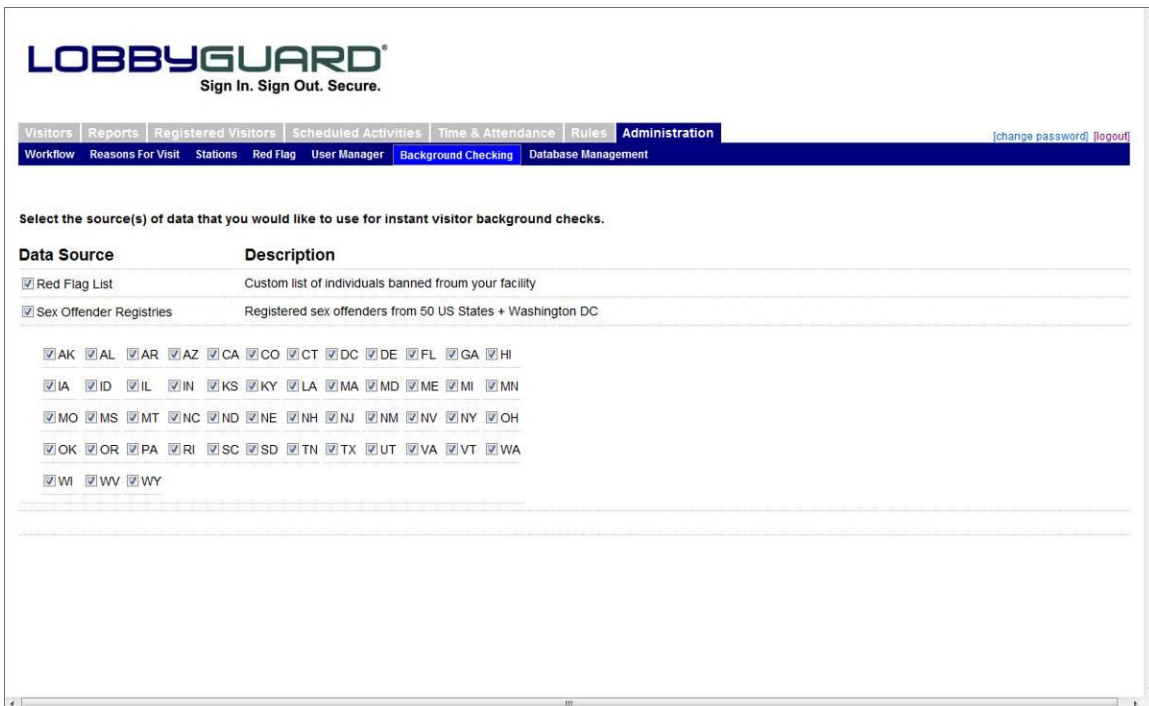 LOBBYGUARD®
Sign In. Sign Out. Secure.
Visitors Reports Registered Visitors Scheduled Activities Time & Attendance Rules Administration [change password] [logout]
Workflow Reasons For Visit Stations Red Flag User Manager Background Checking Database Management
Select the source(s) of data that you would like to use for instant visitor background checks.
Data Source Description
Red Flag List Custom list of individuals banned froum your facility
Sex Offender Registries Registered sex offenders from 50 US States + Washington DC
AK AL AR AZ CA CO CT DC DE FL GA HI
IA ID IL IN KS KY LA MA MD ME MI MN
MO MS MT NC ND NE NH NJ NM NV NY OH
OK OR PA RI SC SD TN TX UT VA VT WA
WI WV WY